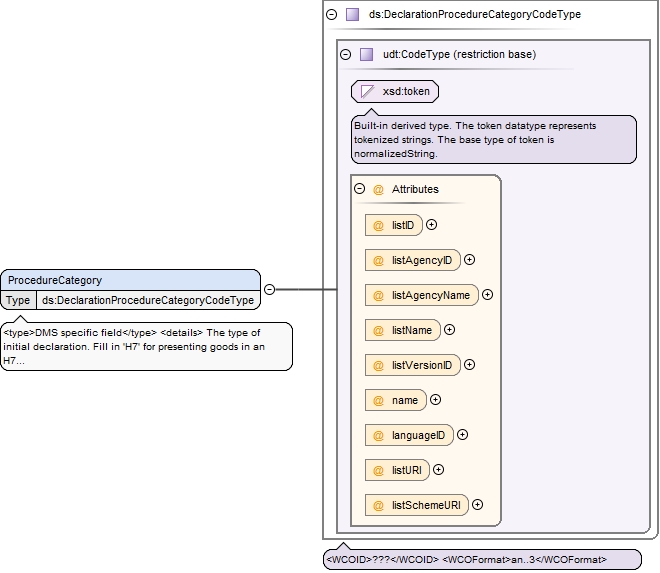 ds:DeclarationProcedureCategoryCodeType
udt:CodeType (restriction base)
xsd:token
Built-in derived type. The token datatype represents
tokenized strings. The base type of token is
normalizedString.
@ Attributes
@ listID
@ listAgencyID
@ listAgencyName
@ listName
@ listVersionID
@ name
@ languageID
@ listURI
@ listSchemeURI
ProcedureCategory
Type ds:DeclarationProcedureCategoryCodeType
<type>DMS specific field</type> <details> The type of
initial declaration. Fill in 'H7' for presenting goods in an
H7...
<WCOID>???</WCOID> <WCOFormat>an..3</WCOFormat>